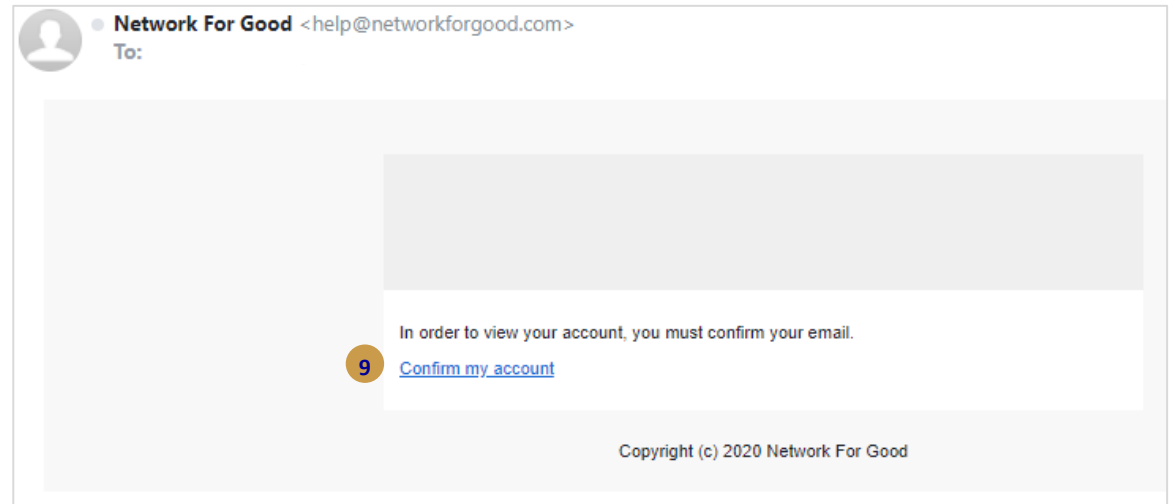 Network For Good <help@networkforgood.com>
To:
In order to view your account, you must confirm your email.
9 Confirm my account
Copyright (c) 2020 Network For Good